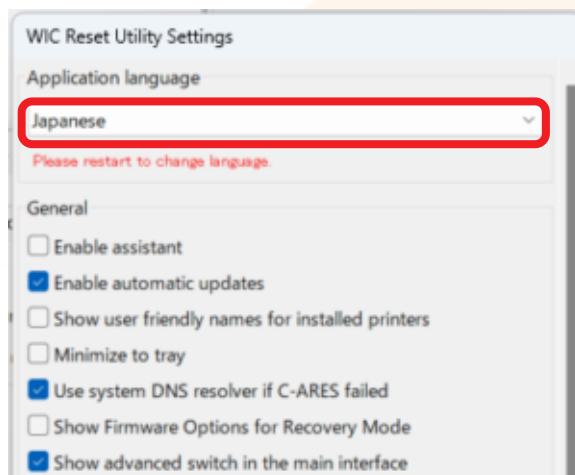 WIC Reset Utility Settings
Application language
Japanese
Please restart to change language.
General
Enable assistant
Enable automatic updates
Show user friendly names for installed printers
Minimize to tray
Use system DNS resolver if C-ARES failed
Show Firmware Options for Recovery Mode
Show advanced switch in the main interface